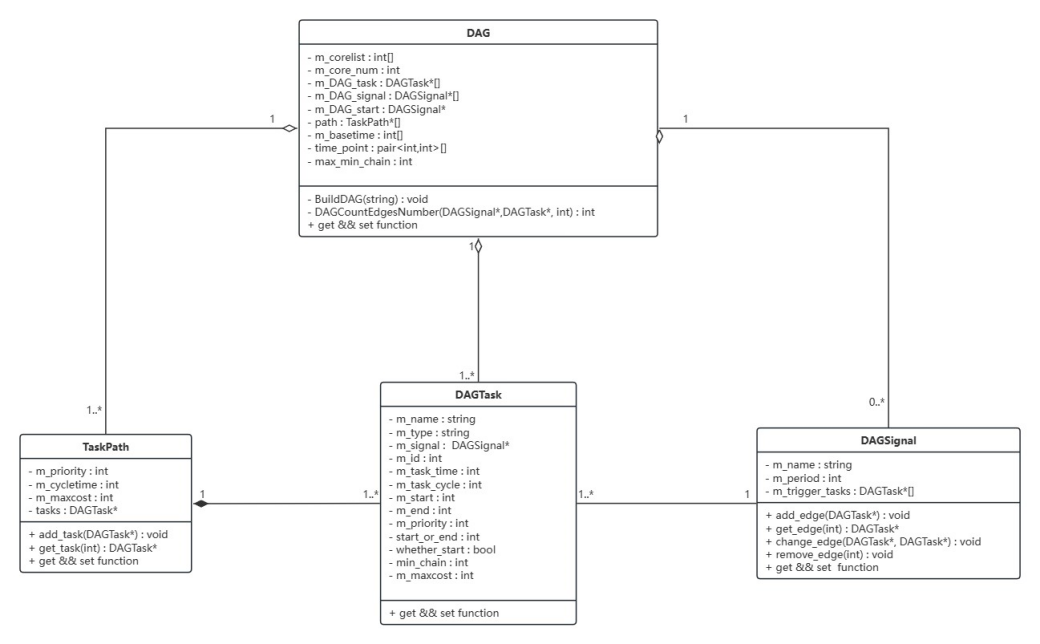 DAG
- m_corelist : int[]
- m_core_num : int
- m_DAG_task : DAGTask*[]
- m_DAG_signal : DAGSignal*[]
- m_DAG_start : DAGSignal*
- path : TaskPath*[]
- m_basetime : int[]
- time_point : pair<int,int>[]
- max_min_chain : int
- BuildDAG(string) : void
- DAGCountEdgesNumber(DAGSignal*,DAGTask*, int) : int
+ get && set function
1
1
1
1..*
1..*
0..*
TaskPath
- m_priority : int
- m_cycletime : int
- m_maxcost : int
- tasks : DAGTask*
+ add_task(DAGTask*) : void
+ get_task(int) : DAGTask*
+ get && set function
1
1..*
DAGTask
- m_name : string
- m_type : string
- m_signal :  DAGSignal*
- m_id : int
- m_task_time : int
- m_task_cycle : int
- m_start : int
- m_end : int
- m_priority : int
- start_or_end : int
- whether_start : bool
- min_chain : int
- m_maxcost : int
+ get && set function
1..*
1
DAGSignal
- m_name : string
- m_period : int
- m_trigger_tasks : DAGTask*[]
+ add_edge(DAGTask*) : void
+ get_edge(int) : DAGTask*
+ change_edge(DAGTask*, DAGTask*) : void
+ remove_edge(int) : void
+ get && set  function